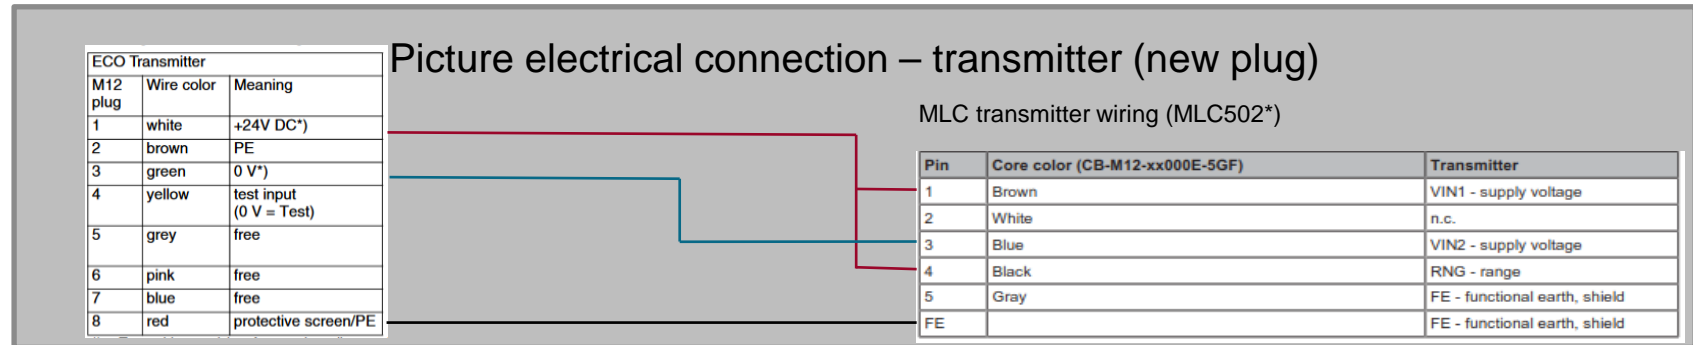 Picture electrical connection – transmitter (new plug)
ECO Transmitter
M12 plug Wire color Meaning
1 white +24V DC*)
2 brown PE
3 green 0 V*)
4 yellow test input
(0 V = Test)
5 grey free
6 pink free
7 blue free
8 red protective screen/PE
MLC transmitter wiring (MLC502*)
Pin Core color (CB-M12-xx000E-5GF) Transmitter
1 Brown VIN1 - supply voltage
2 White n.c.
3 Blue VIN2 - supply voltage
4 Black RNG - range
5 Gray FE - functional earth, shield
FE FE - functional earth, shield